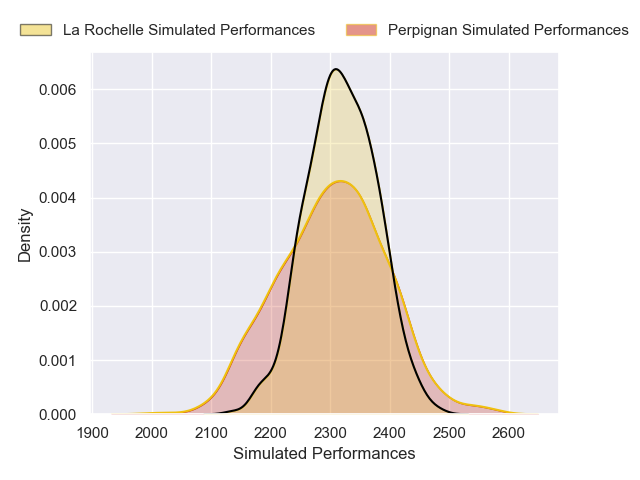 La Rochelle Simulated Performances Perpignan Simulated Performances
0.006
0.005
0.004
0.003
0.002
0.001
0.000
Density
1900 2000 2100 2200 2300 2400 2500 2600
Simulated Performances